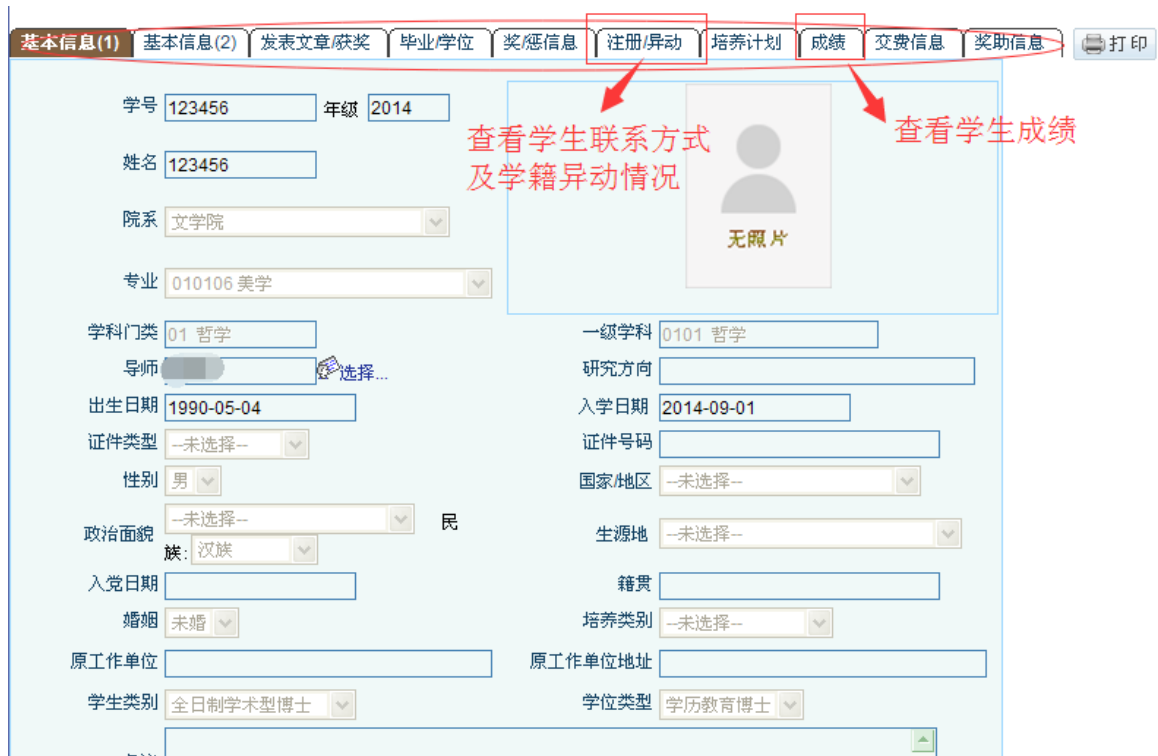 基本信息(1) 基本信息(2) 发表文章/获奖 毕业/学位 奖/惩信息 注册/异动 培养计划 成绩 交费信息 奖助信息 打印
学号 123456 年级 2014
查看学生联系方式
及学籍异动情况
查看学生成绩
姓名 123456
院系 文学院
无照片
专业 010106 美学
学科门类 01 哲学 一级学科 0101 哲学
导师 选择... 研究方向
出生日期 1990-05-04 入学日期 2014-09-01
证件类型 --未选择-- 证件号码
性别 男 国家/地区 --未选择--
政治面貌 --未选择-- 民
族: 汉族 生源地 --未选择--
入党日期 籍贯
婚姻 未婚 培养类别 --未选择--
原工作单位 原工作单位地址
学生类别 全日制学术型博士 学位类型 学历教育博士